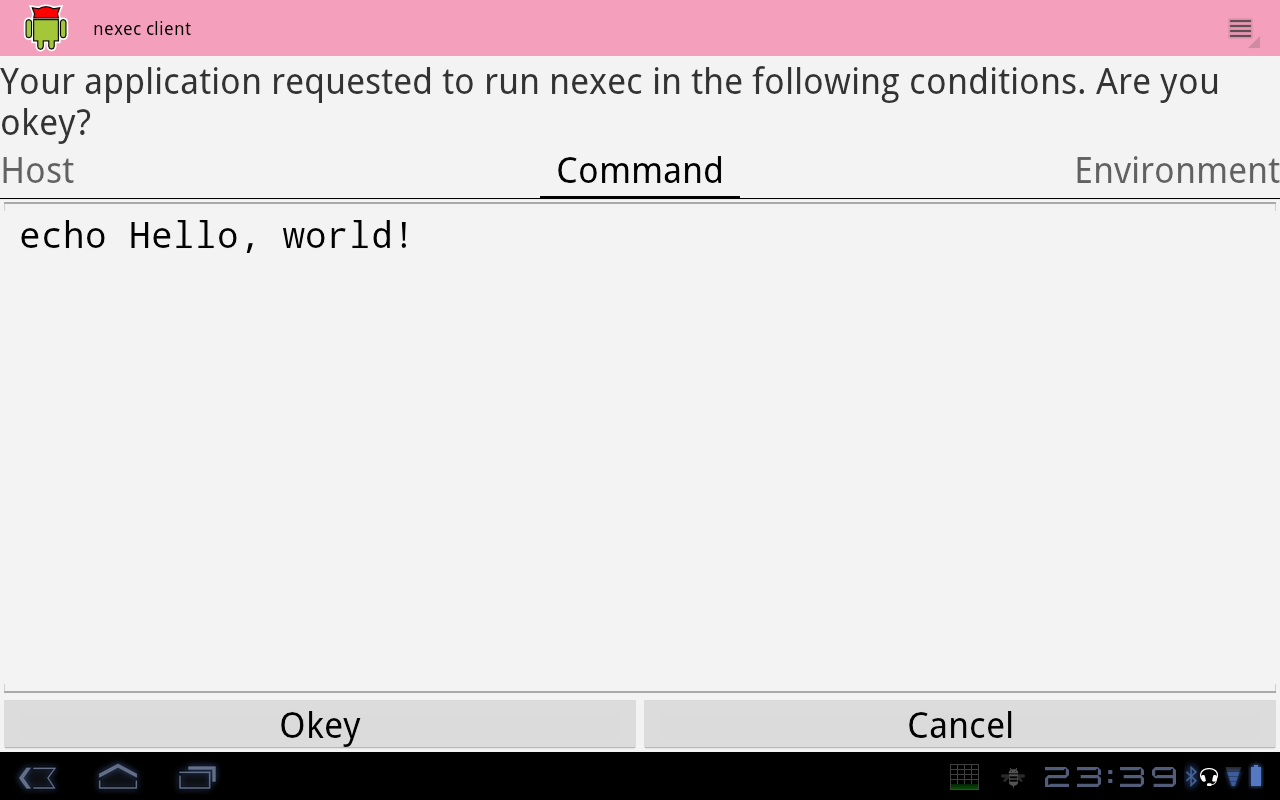 nexec client
Your application requested to run nexec in the following conditions. Are you
okey?
Host Command Environment
echo Hello, world!
Okey Cancel
23:39